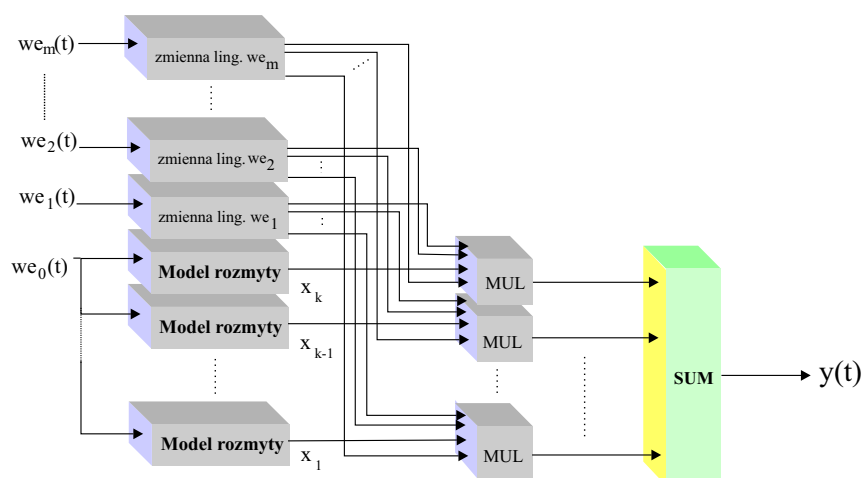 we_m(t)
zmienna ling. we_m
we_2(t)
zmienna ling. we_2
we_1(t)
zmienna ling. we_1
we_0(t)
Model rozmyty
x_k
MUL
Model rozmyty
x_k-1
MUL
SUM
y(t)
Model rozmyty
x_1
MUL